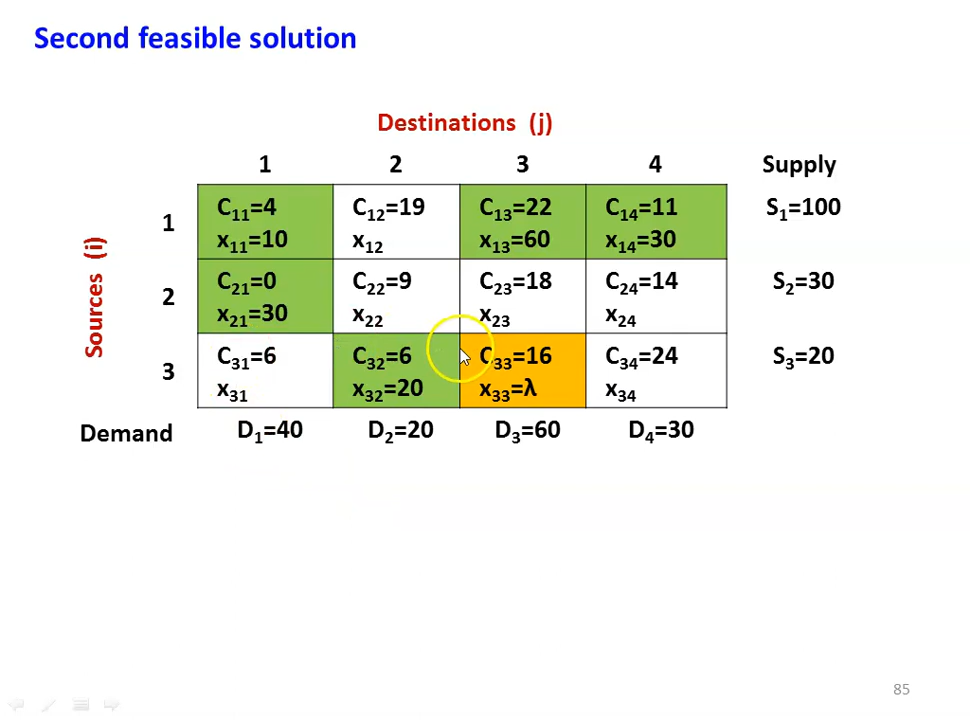 Second feasible solution
Destinations (j)
1 2 3 4 Supply
Sources (i)
1
C₁₁=4 C₁₂=19 C₁₃=22 C₁₄=11 S₁=100
x₁₁=10 x₁₂ x₁₃=60 x₁₄=30
2
C₂₁=0 C₂₂=9 C₂₃=18 C₂₄=14 S₂=30
x₂₁=30 x₂₂ x₂₃ x₂₄
3
C₃₁=6 C₃₂=6 C₃₃=16 C₃₄=24 S₃=20
x₃₁ x₃₂=20 x₃₃=λ x₃₄
Demand D₁=40 D₂=20 D₃=60 D₄=30
85